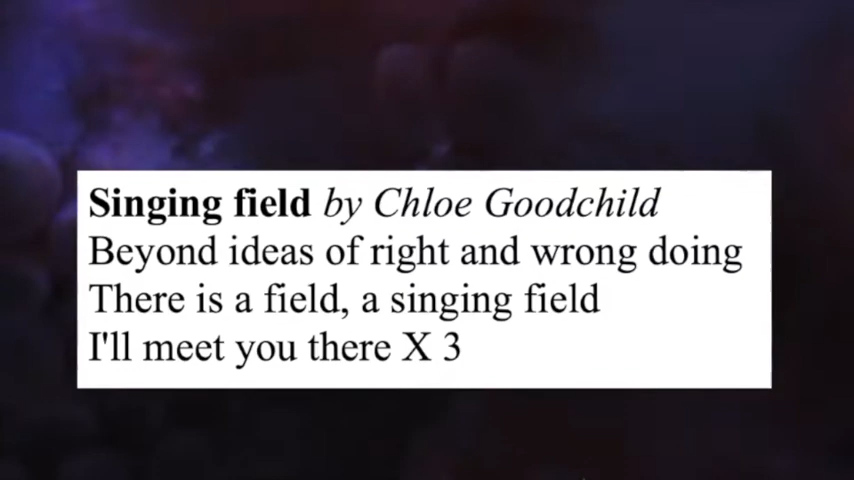 Singing field by Chloe Goodchild
Beyond ideas of right and wrong doing
There is a field, a singing field
I'll meet you there X 3